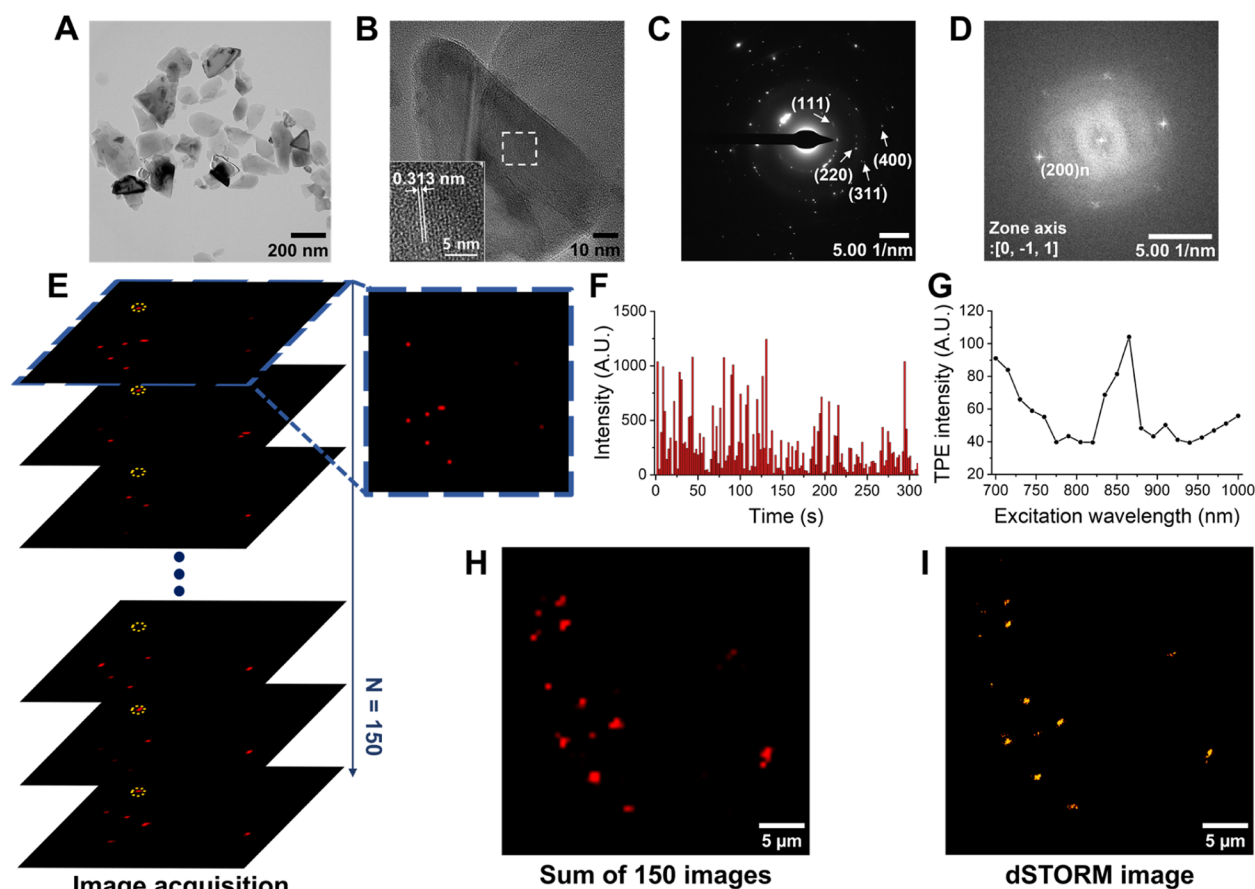 A
200 nm
B
0.313 nm
5 nm
10 nm
C
(111)
(400)
(220)
(311)
5.00 1/nm
D
(200)n
Zone axis
:[0, -1, 1]
5.00 1/nm
E
N = 150
Image acquisition
F
Intensity (A.U.)
1500
1000
500
0
0 50 100 150 200 250 300
Time (s)
G
TPE intensity (A.U.)
120
100
80
60
40
20
700 750 800 850 900 950 1000
Excitation wavelength (nm)
H
5 µm
Sum of 150 images
I
5 µm
dSTORM image